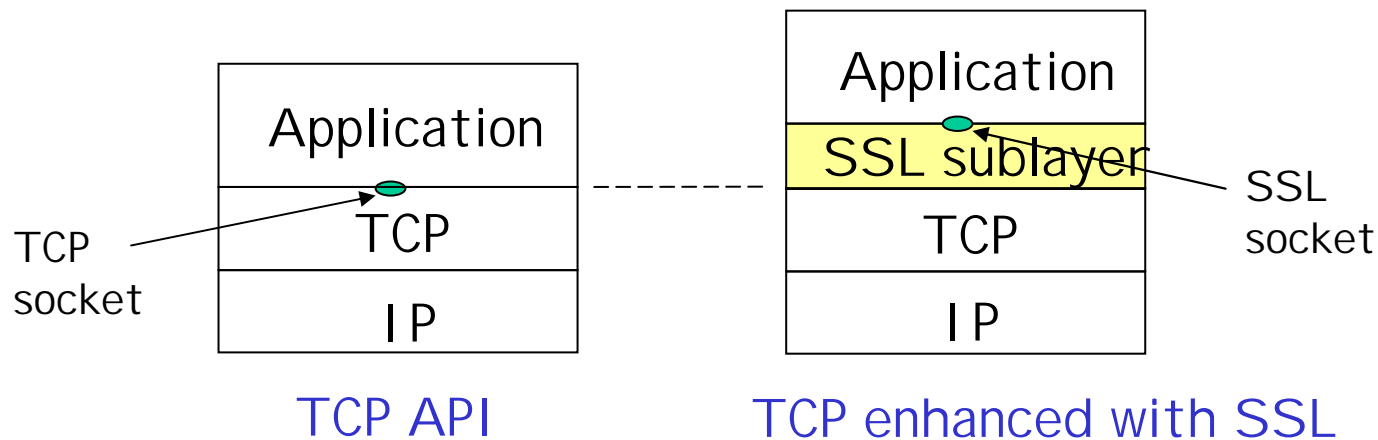 Application
TCP
IP
TCP
socket
TCP API
Application
SSL sublayer
TCP
IP
SSL
socket
TCP enhanced with SSL